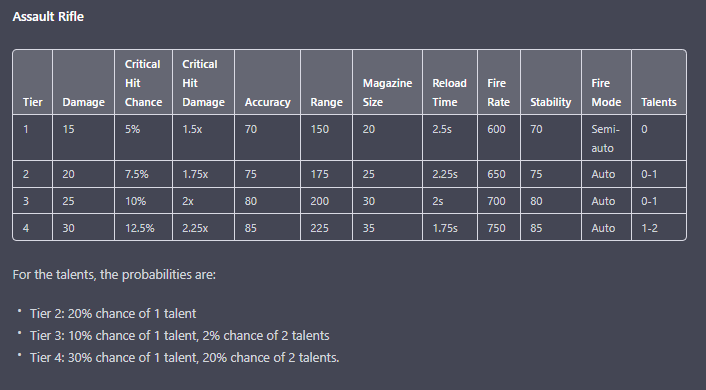 Assault Rifle
Tier Damage Critical Hit Chance Critical Hit Damage Accuracy Range Magazine Size Reload Time Fire Rate Stability Fire Mode Talents
1 15 5% 1.5x 70 150 20 2.5s 600 70 Semi-auto 0
2 20 7.5% 1.75x 75 175 25 2.25s 650 75 Auto 0-1
3 25 10% 2x 80 200 30 2s 700 80 Auto 0-1
4 30 12.5% 2.25x 85 225 35 1.75s 750 85 Auto 1-2
For the talents, the probabilities are:
• Tier 2: 20% chance of 1 talent
• Tier 3: 10% chance of 1 talent, 2% chance of 2 talents
• Tier 4: 30% chance of 1 talent, 20% chance of 2 talents.